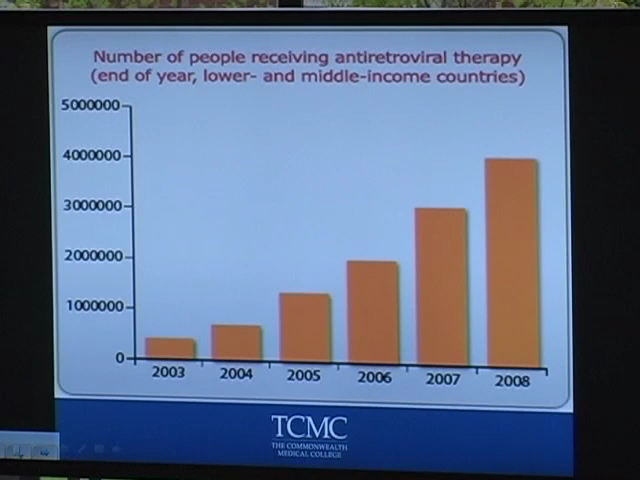 Number of people receiving antiretroviral therapy
(end of year, lower- and middle-income countries)
5000000
4000000
3000000
2000000
1000000
0
2003 2004 2005 2006 2007 2008
TCMC
THE COMMONWEALTH
MEDICAL COLLEGE